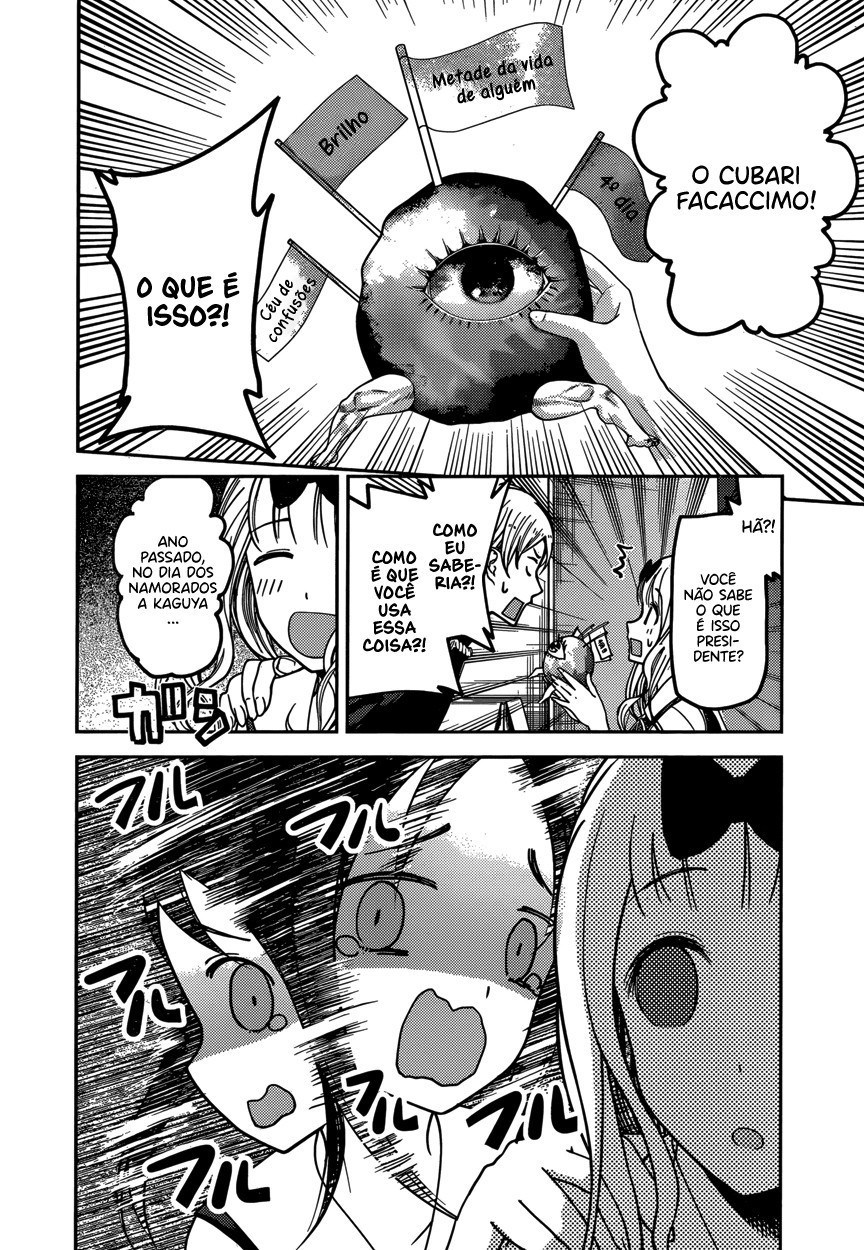 O CUBARI
FACACCIMO!
Metade da vida
de alguém
Brilho
4º dia
Céu de
confusões
O QUE É
ISSO?!
HÃ?!
VOCÊ
NÃO SABE
O QUE
É ISSO
PRESI-
DENTE?
COMO
EU
SABE-
RIA?!
COMO
É QUE
VOCÊ
USA
ESSA
COISA?!
ANO
PASSADO,
NO DIA DOS
NAMORADOS
A KAGUYA
...
ガシ
フル
フル
フル
フル
フル
フル